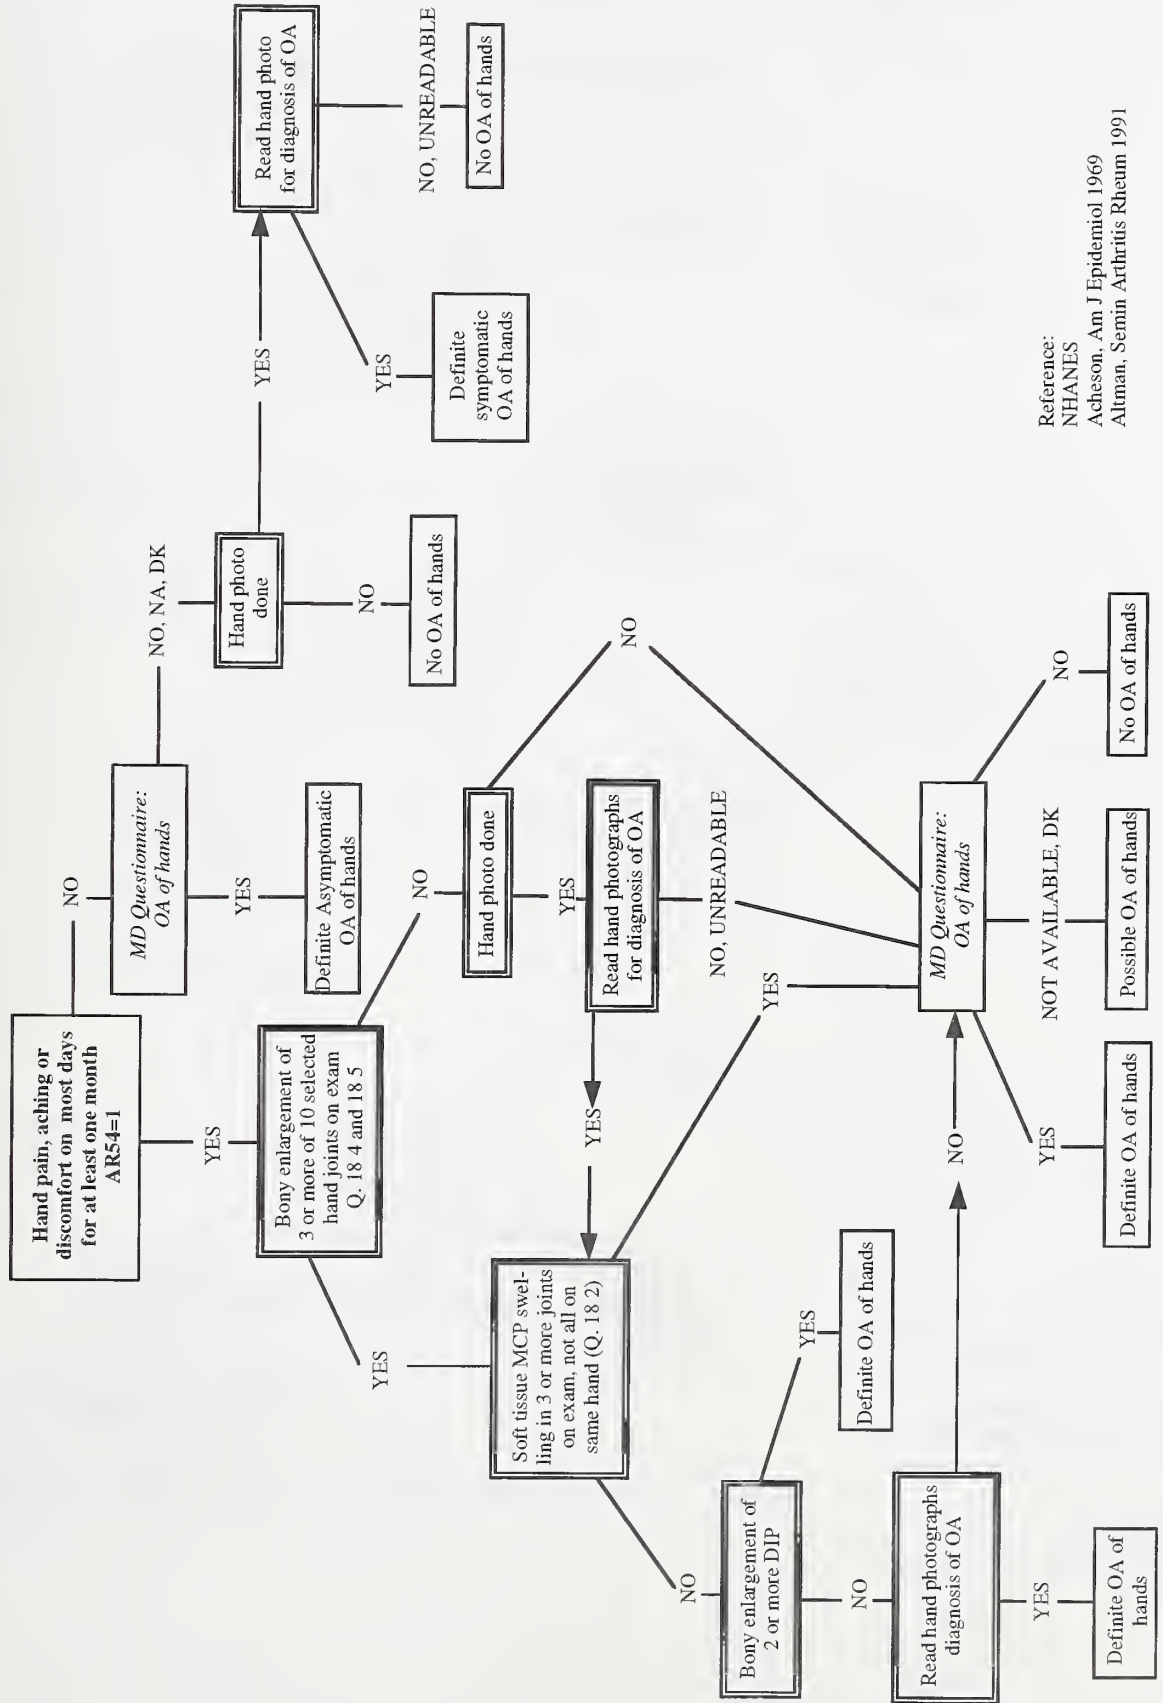 Hand pain, aching or
discomfort on most days
for at least one month
AR54=1
NO
MD Questionnaire:
OA of hands
NO, NA, DK
Hand photo
done
YES
Read hand photo
for diagnosis of OA
NO, UNREADABLE
No OA of hands
YES
Definite
symptomatic
OA of hands
NO
No OA of hands
YES
Definite Asymptomatic
OA of hands
YES
Bony enlargement of
3 or more of 10 selected
hand joints on exam
Q. 18 4 and 18 5
NO
Hand photo done
NO
YES
Read hand photographs
for diagnosis of OA
NO, UNREADABLE
YES
YES
Soft tissue MCP swel-
ling in 3 or more joints
on exam, not all on
same hand (Q. 18 2)
YES
NO
Bony enlargement of
2 or more DIP
YES
Definite OA of hands
NO
Read hand photographs
diagnosis of OA
YES
Definite OA of
hands
NO
MD Questionnaire:
OA of hands
YES
Definite OA of hands
NOT AVAILABLE, DK
Possible OA of hands
NO
No OA of hands
Reference:
NHANES
Acheson, Am J Epidemiol 1969
Altman, Semin Arthritis Rheum 1991